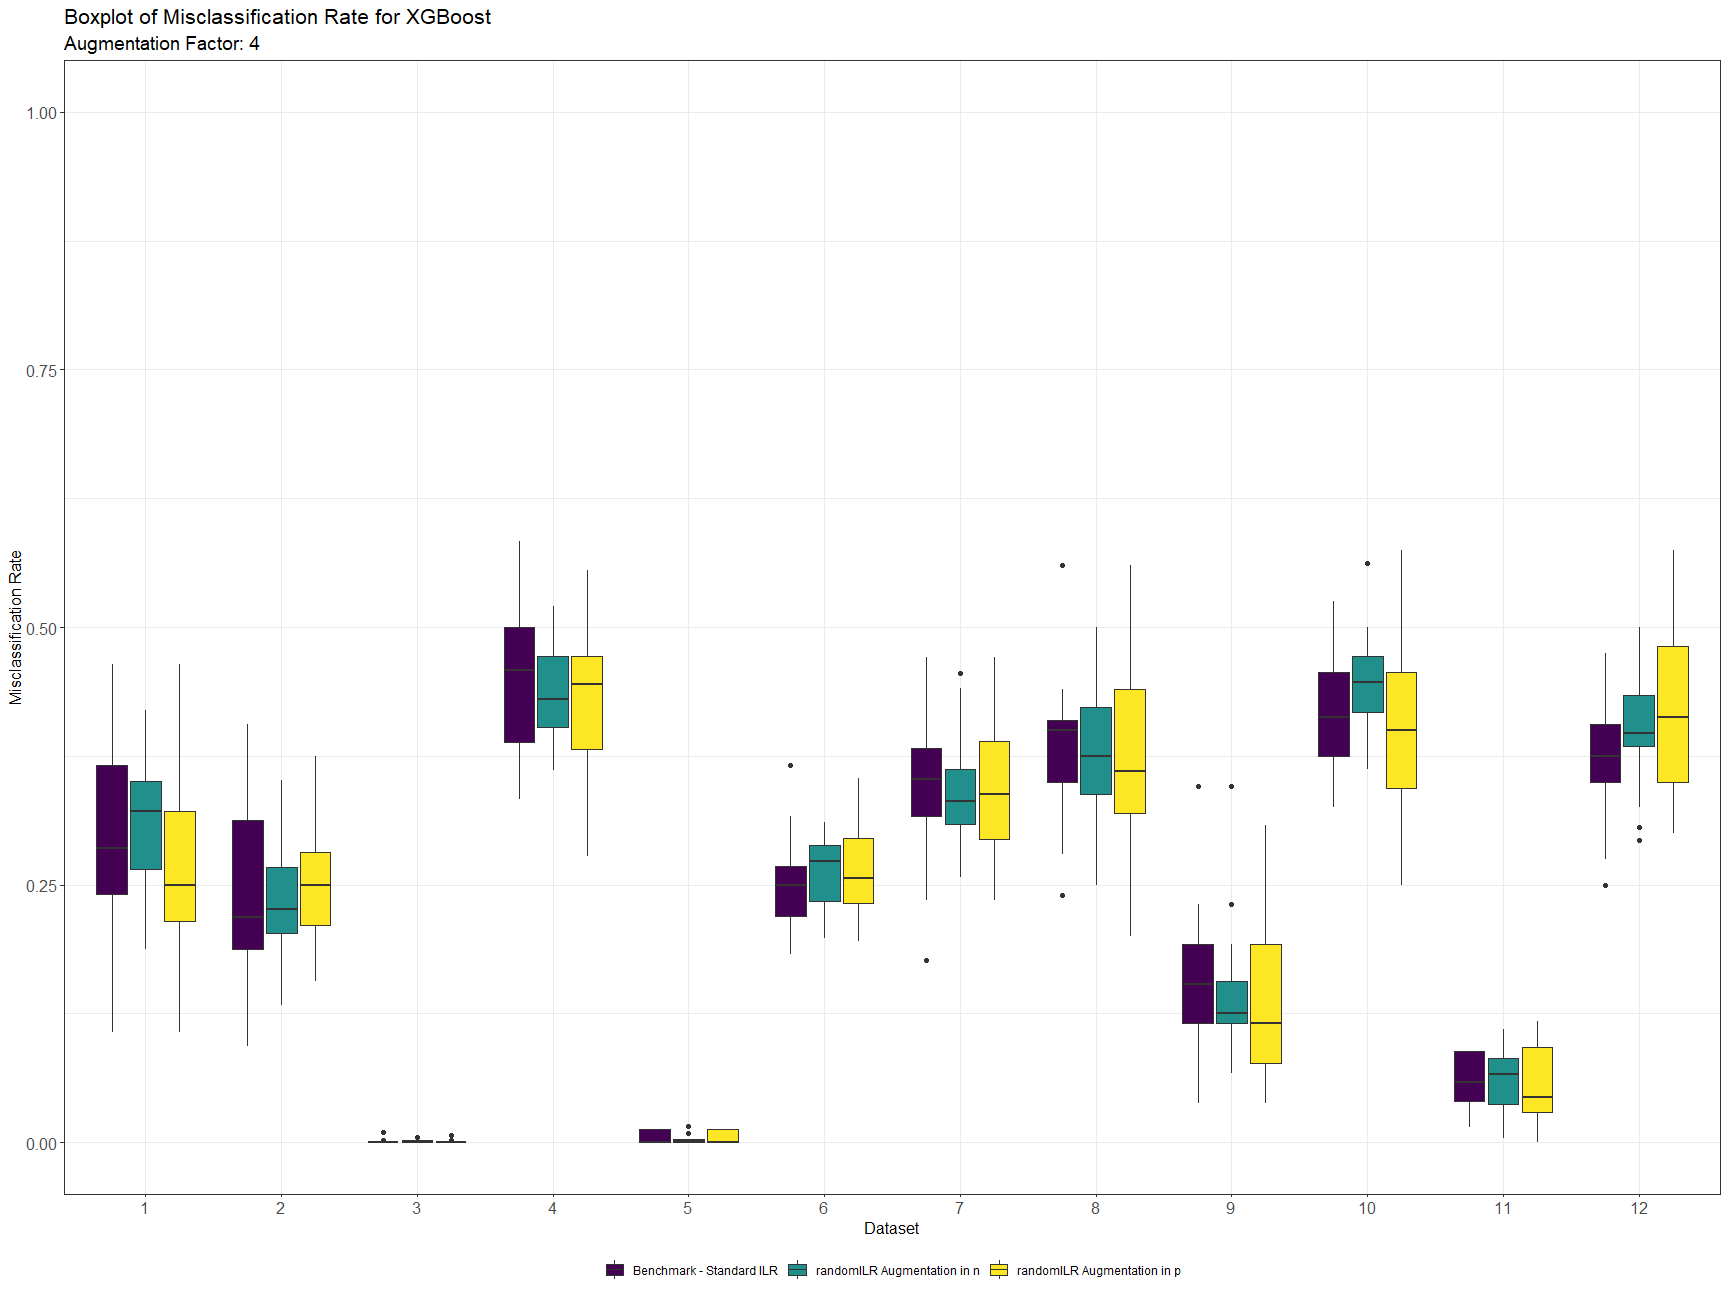 Boxplot of Misclassification Rate for XGBoost
Augmentation Factor: 4
1.00
0.75
0.50
0.25
0.00
Misclassification Rate
1 2 3 4 5 6 7 8 9 10 11 12
Dataset
Benchmark - Standard ILR randomILR Augmentation in n randomILR Augmentation in p